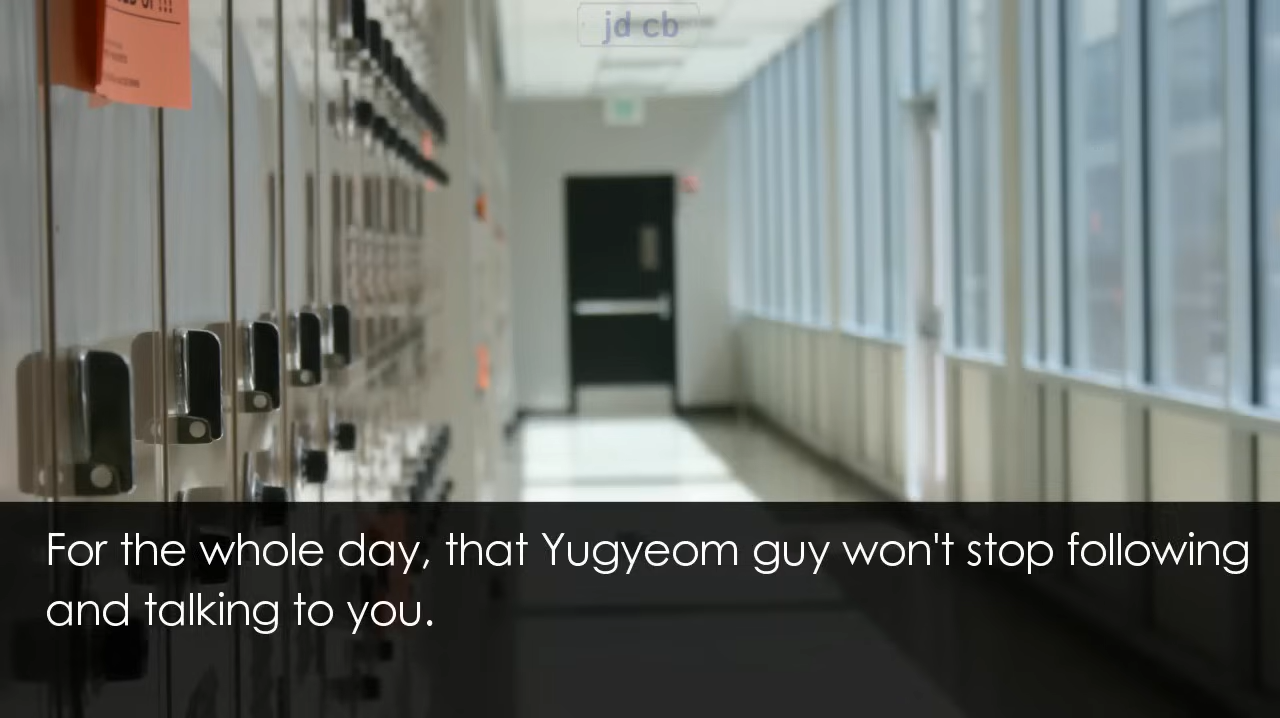 jd cb
For the whole day, that Yugyeom guy won't stop following
and talking to you.